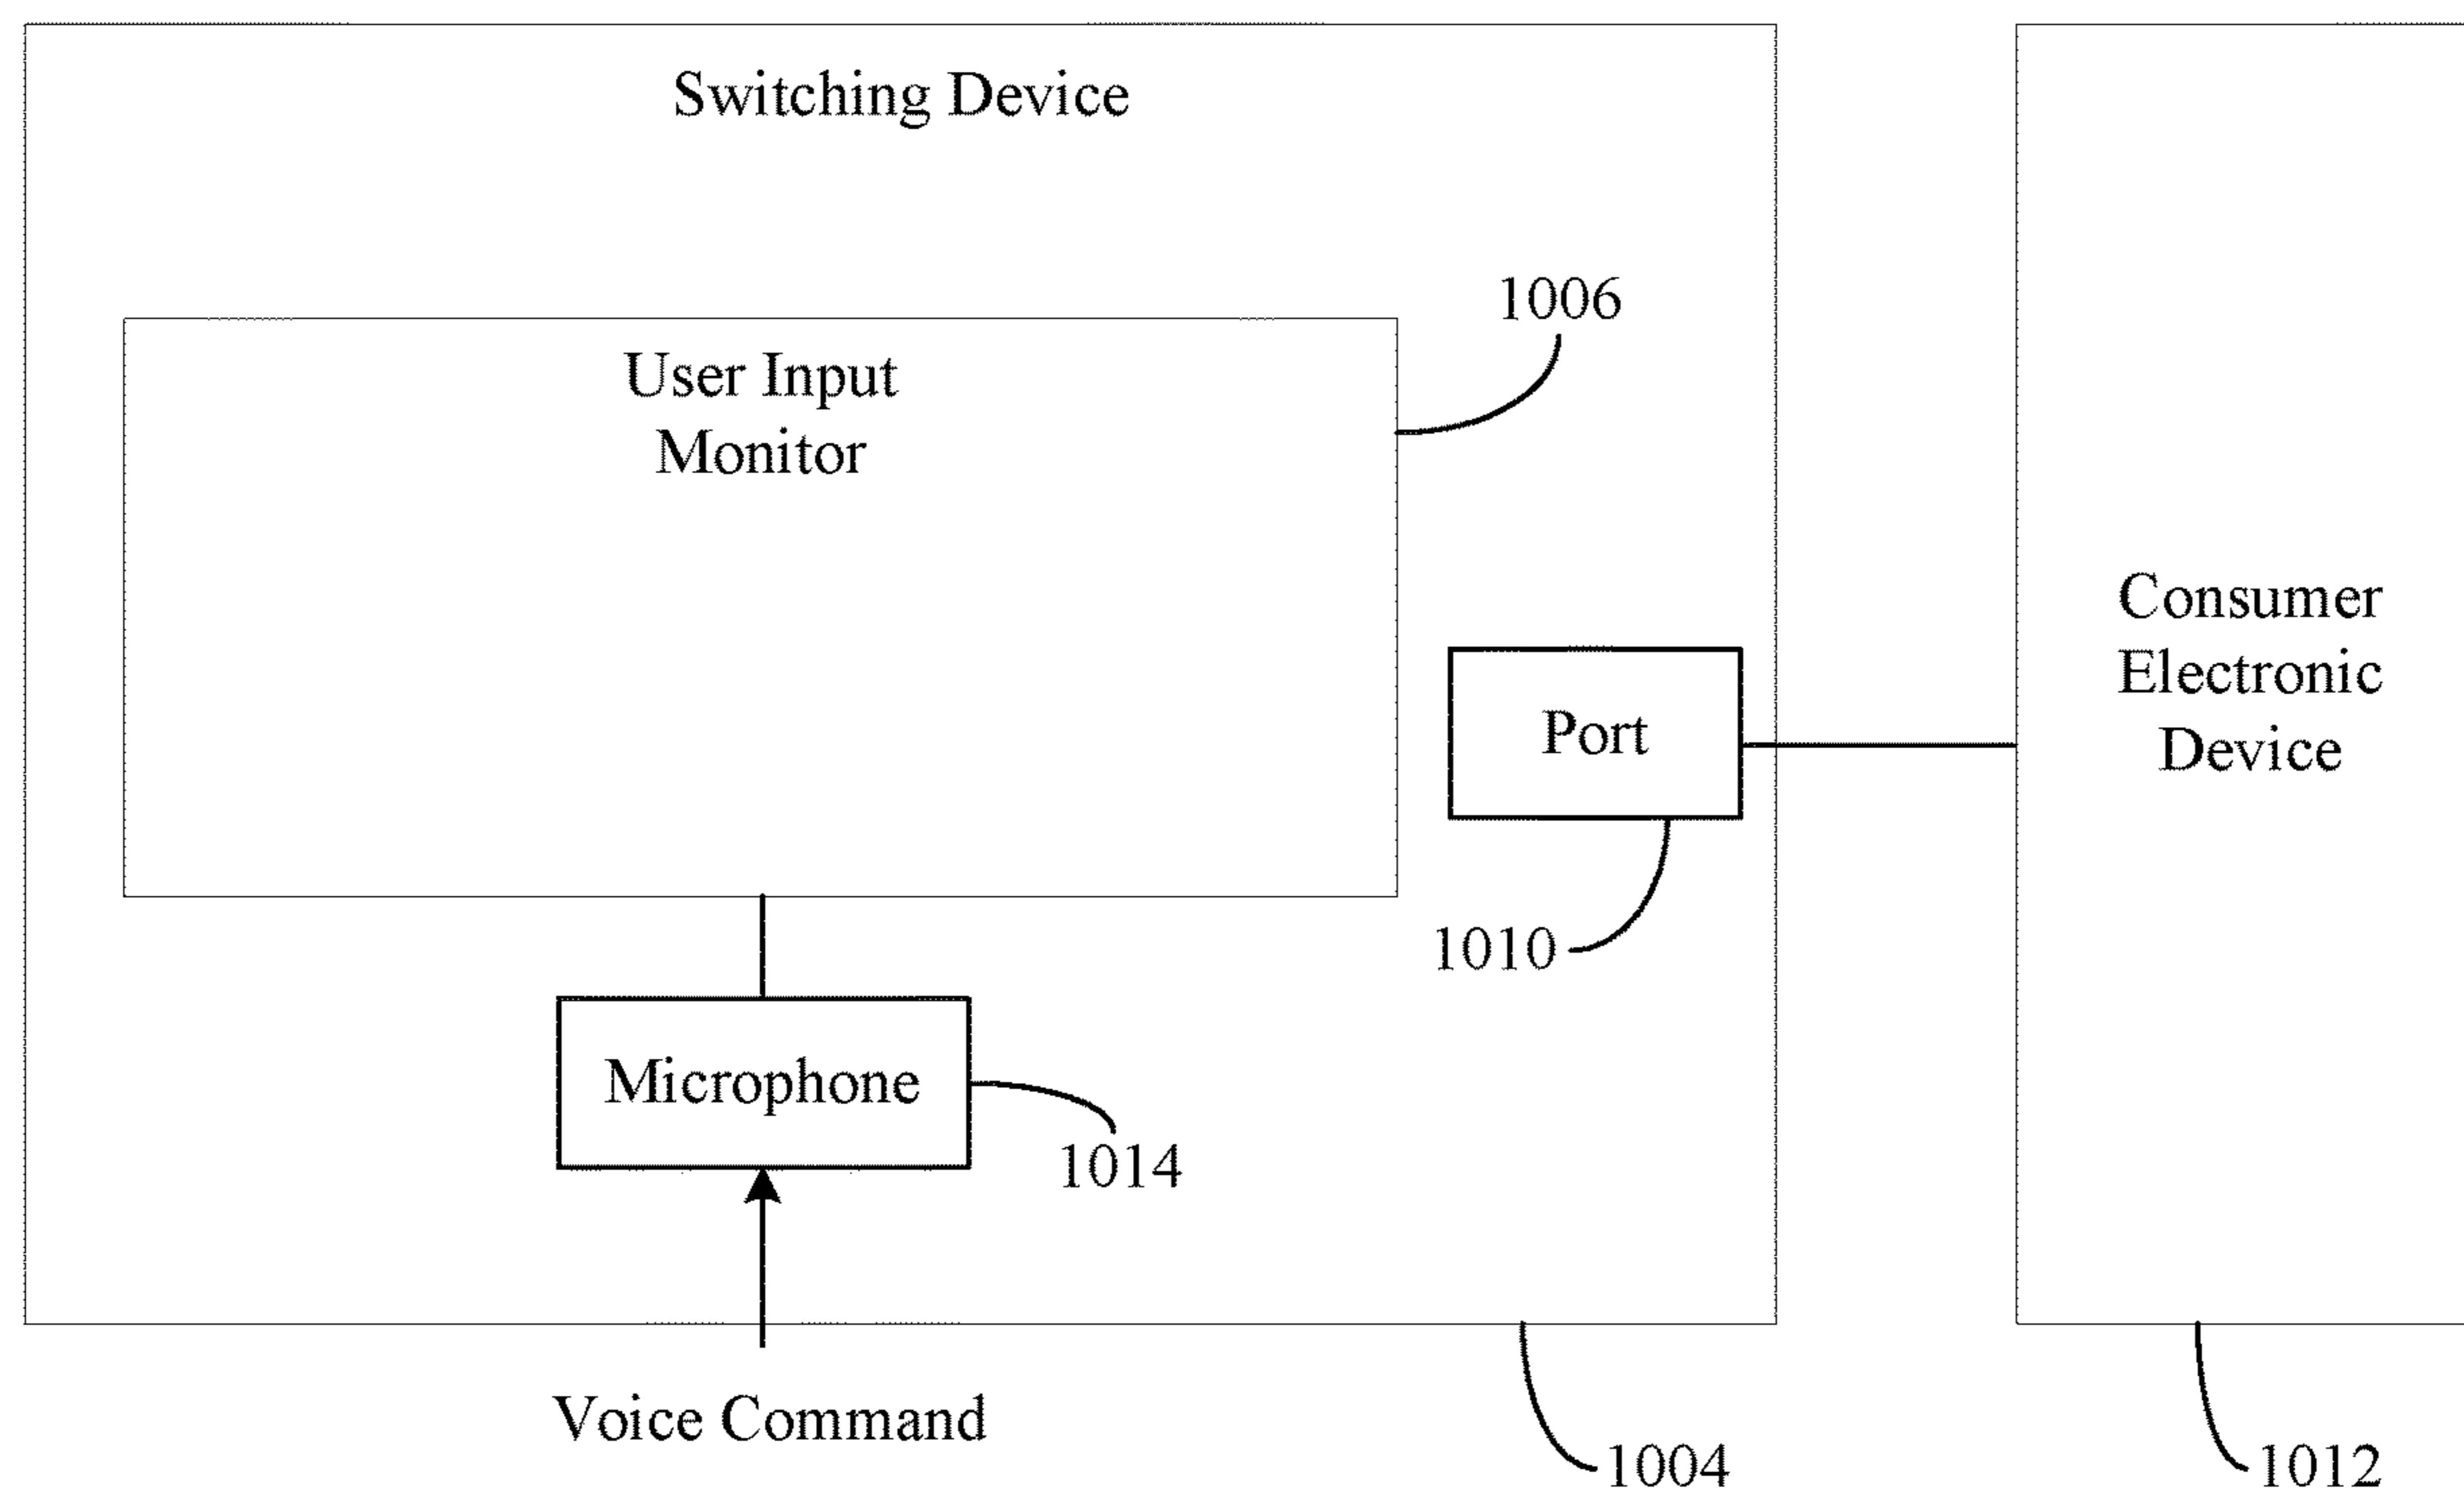 Switching Device
1006
User Input
Monitor
Consumer
Electronic
Device
Port
1010
Microphone
1014
Voice Command
1004
1012